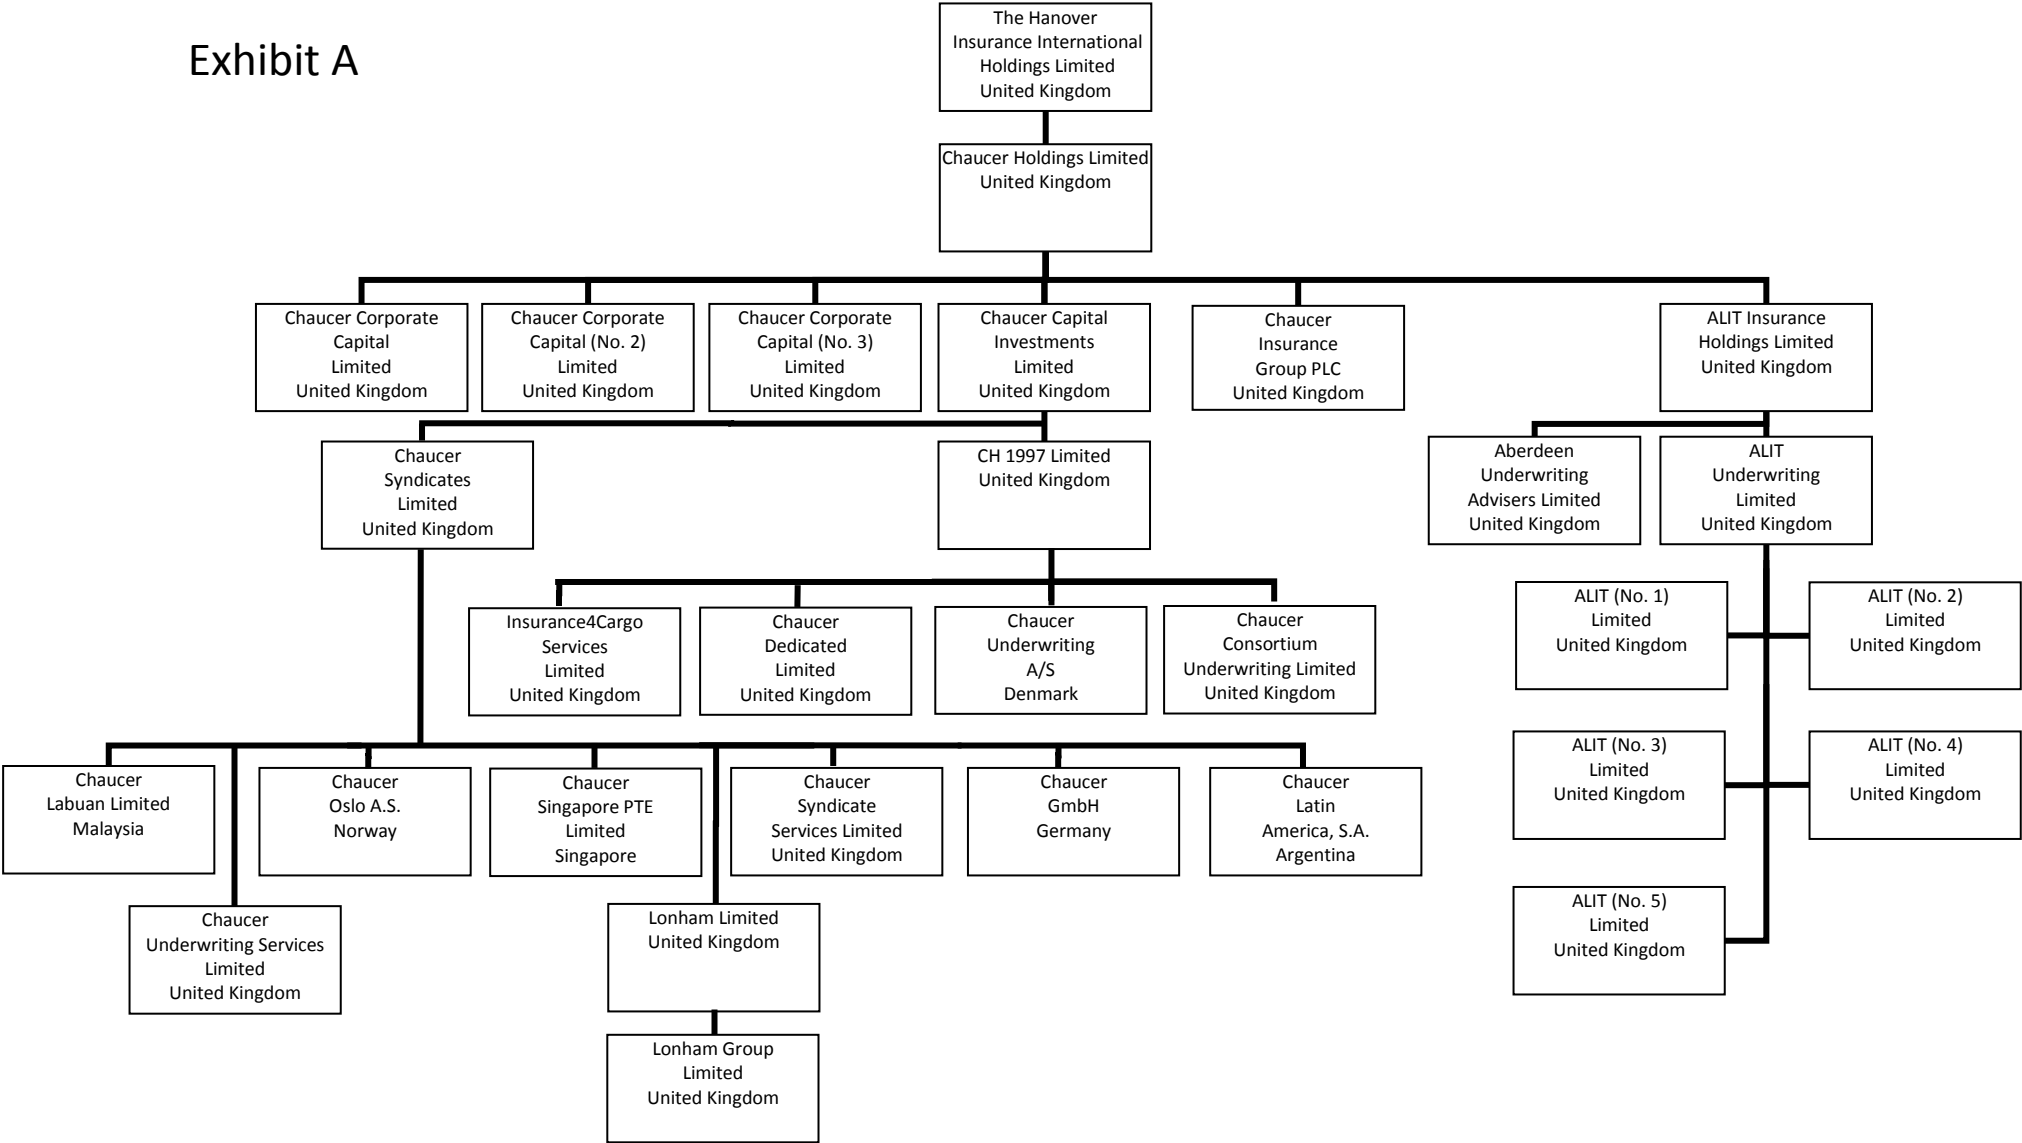 Exhibit A
The Hanover
Insurance International
Holdings Limited
United Kingdom
Chaucer Holdings Limited
United Kingdom
Chaucer Corporate
Capital
Limited
United Kingdom
Chaucer Corporate
Capital (No. 2)
Limited
United Kingdom
Chaucer Corporate
Capital (No. 3)
Limited
United Kingdom
Chaucer Capital
Investments
Limited
United Kingdom
Chaucer
Insurance
Group PLC
United Kingdom
ALIT Insurance
Holdings Limited
United Kingdom
Chaucer
Syndicates
Limited
United Kingdom
CH 1997 Limited
United Kingdom
Aberdeen
Underwriting
Advisers Limited
United Kingdom
ALIT
Underwriting
Limited
United Kingdom
Insurance4Cargo
Services
Limited
United Kingdom
Chaucer
Dedicated
Limited
United Kingdom
Chaucer
Underwriting
A/S
Denmark
Chaucer
Consortium
Underwriting Limited
United Kingdom
ALIT (No. 1)
Limited
United Kingdom
ALIT (No. 2)
Limited
United Kingdom
ALIT (No. 3)
Limited
United Kingdom
ALIT (No. 4)
Limited
United Kingdom
Chaucer
Labuan Limited
Malaysia
Chaucer
Oslo A.S.
Norway
Chaucer
Singapore PTE
Limited
Singapore
Chaucer
Syndicate
Services Limited
United Kingdom
Chaucer
GmbH
Germany
Chaucer
Latin
America, S.A.
Argentina
ALIT (No. 5)
Limited
United Kingdom
Chaucer
Underwriting Services
Limited
United Kingdom
Lonham Limited
United Kingdom
Lonham Group
Limited
United Kingdom